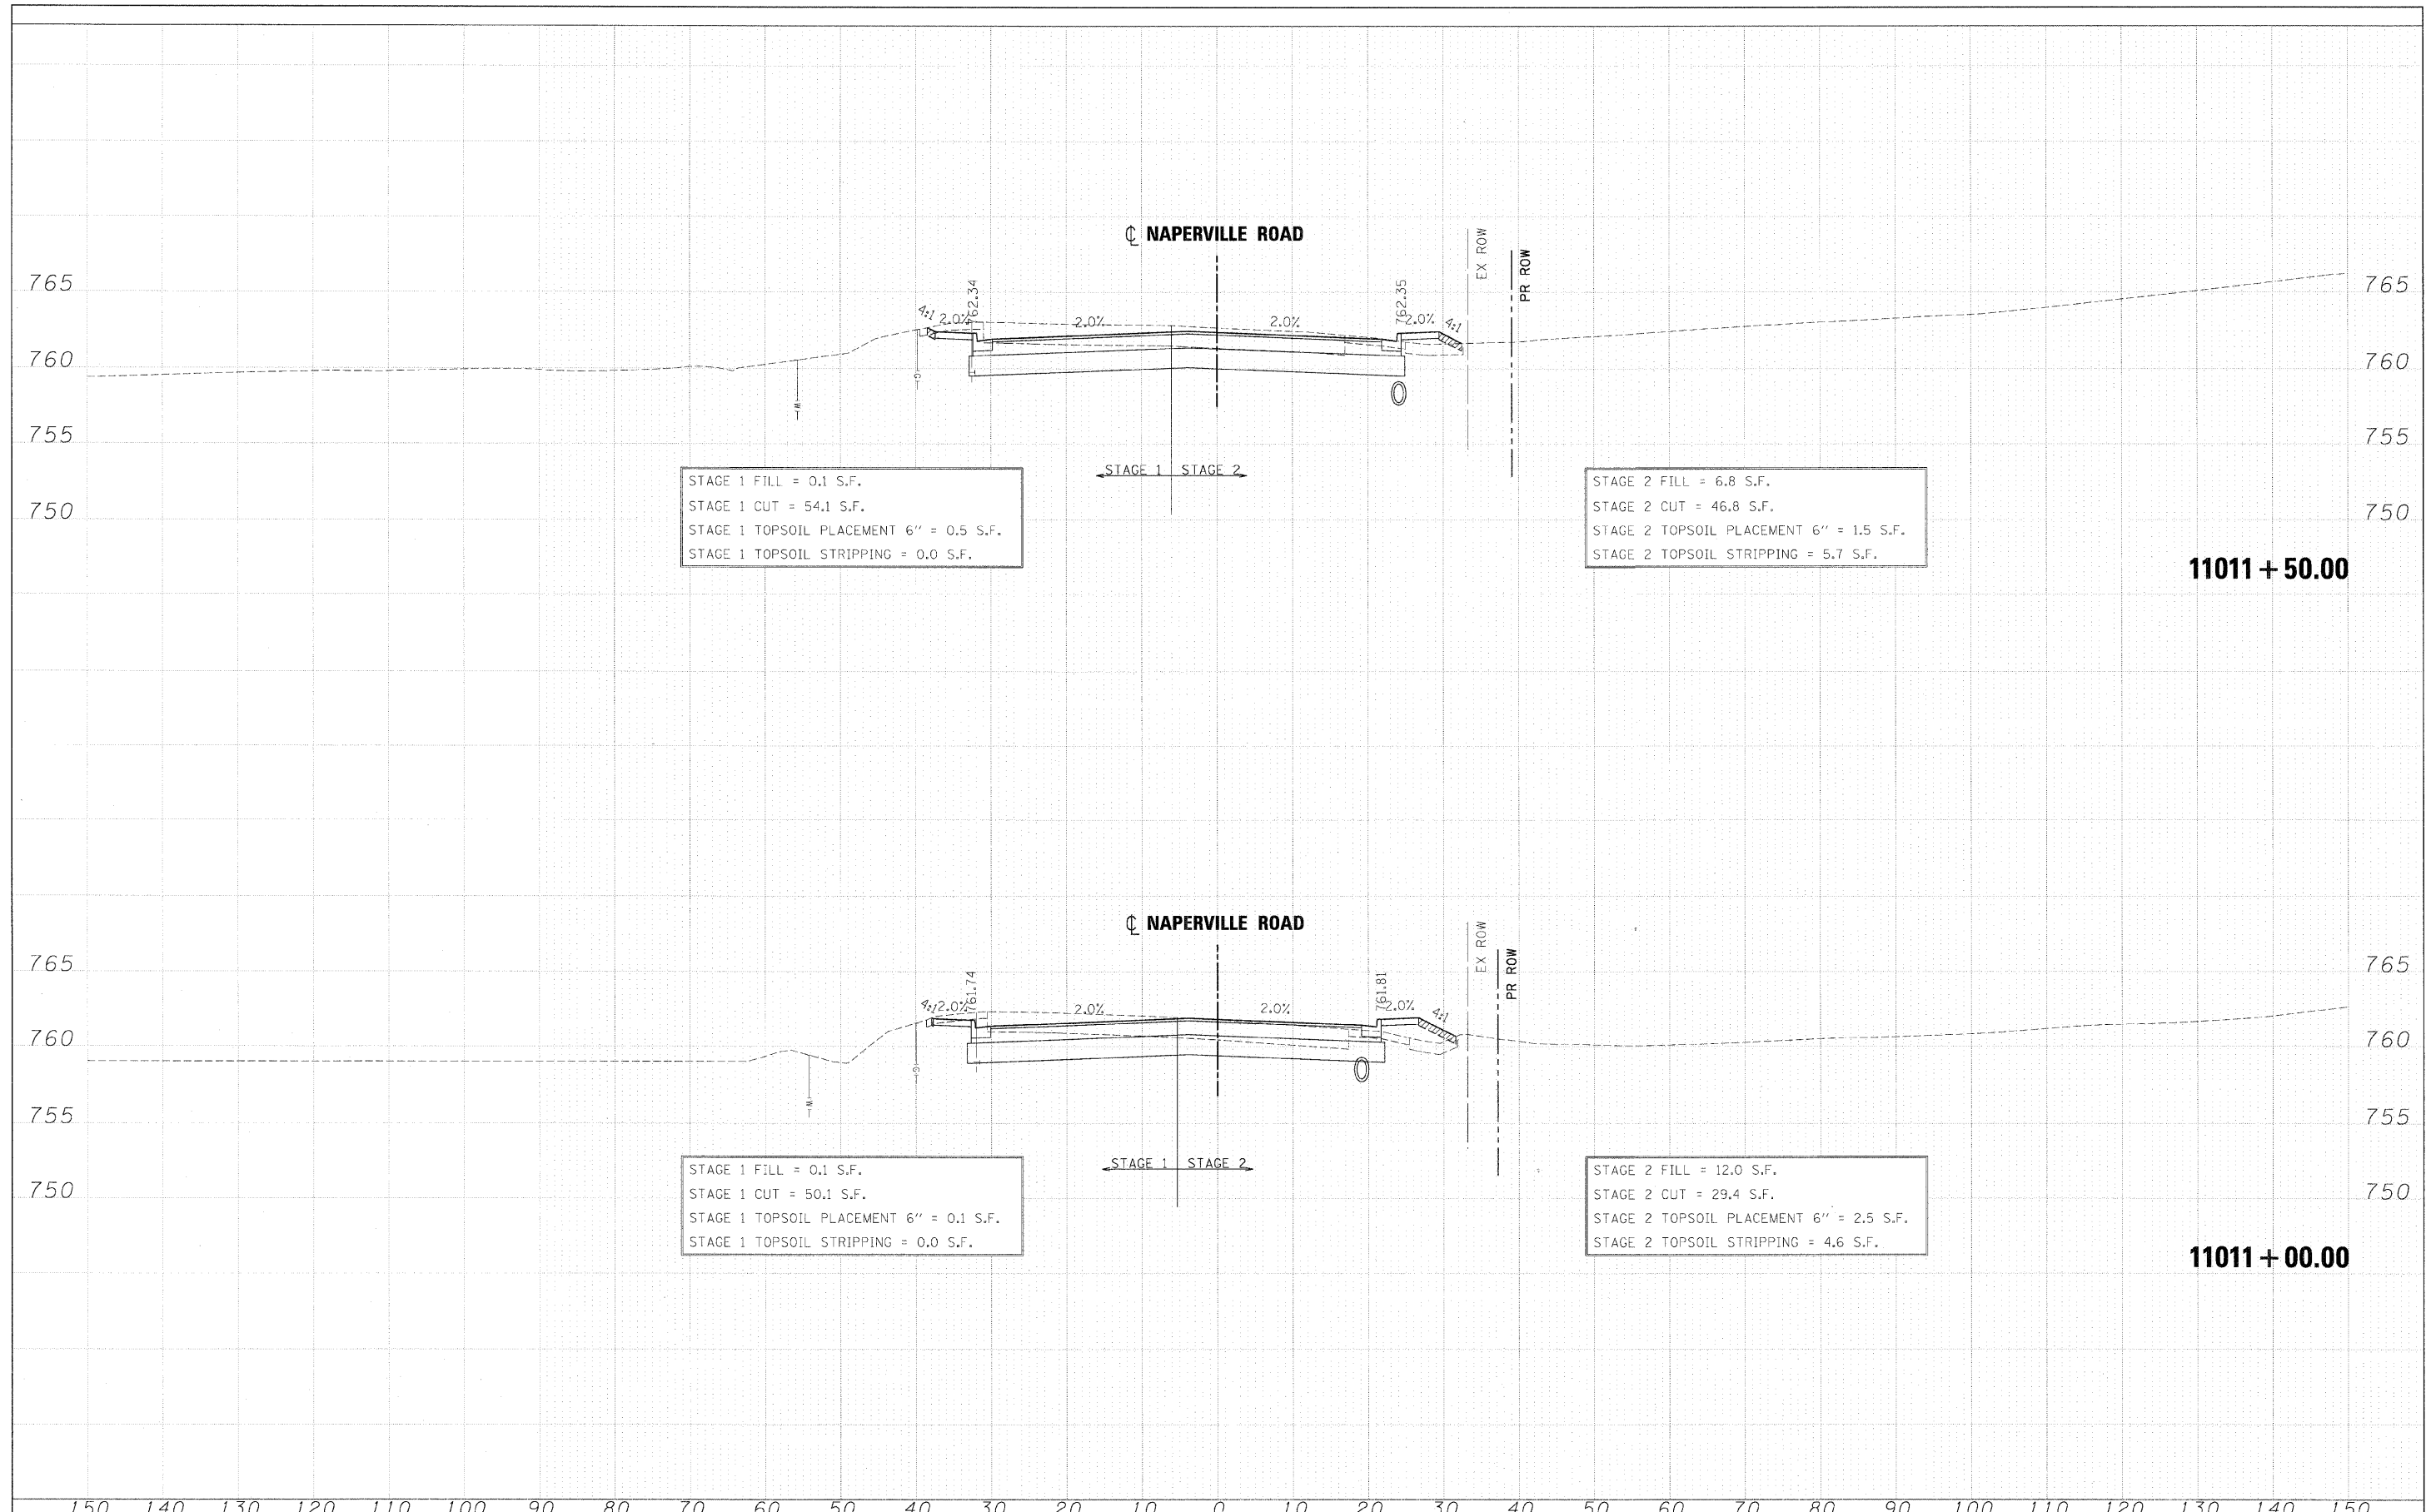 ℄ NAPERVILLE ROAD
EX ROW
PR ROW
765
765
4:1
2.0%
762.34
2.0%
2.0%
762.35
2.0%
4:1
760
760
G
W
755
755
STAGE 1
STAGE 2
STAGE 1 FILL = 0.1 S.F.
STAGE 1 CUT = 54.1 S.F.
STAGE 1 TOPSOIL PLACEMENT 6" = 0.5 S.F.
STAGE 1 TOPSOIL STRIPPING = 0.0 S.F.
STAGE 2 FILL = 6.8 S.F.
STAGE 2 CUT = 46.8 S.F.
STAGE 2 TOPSOIL PLACEMENT 6" = 1.5 S.F.
STAGE 2 TOPSOIL STRIPPING = 5.7 S.F.
750
750
11011+50.00
℄ NAPERVILLE ROAD
EX ROW
PR ROW
765
765
4:1
2.0%
761.74
2.0%
2.0%
761.81
2.0%
4:1
760
760
G
W
755
755
STAGE 1
STAGE 2
STAGE 1 FILL = 0.1 S.F.
STAGE 1 CUT = 50.1 S.F.
STAGE 1 TOPSOIL PLACEMENT 6" = 0.1 S.F.
STAGE 1 TOPSOIL STRIPPING = 0.0 S.F.
STAGE 2 FILL = 12.0 S.F.
STAGE 2 CUT = 29.4 S.F.
STAGE 2 TOPSOIL PLACEMENT 6" = 2.5 S.F.
STAGE 2 TOPSOIL STRIPPING = 4.6 S.F.
750
750
11011+00.00
150 140 130 120 110 100 90 80 70 60 50 40 30 20 10 0 10 20 30 40 50 60 70 80 90 100 110 120 130 140 150